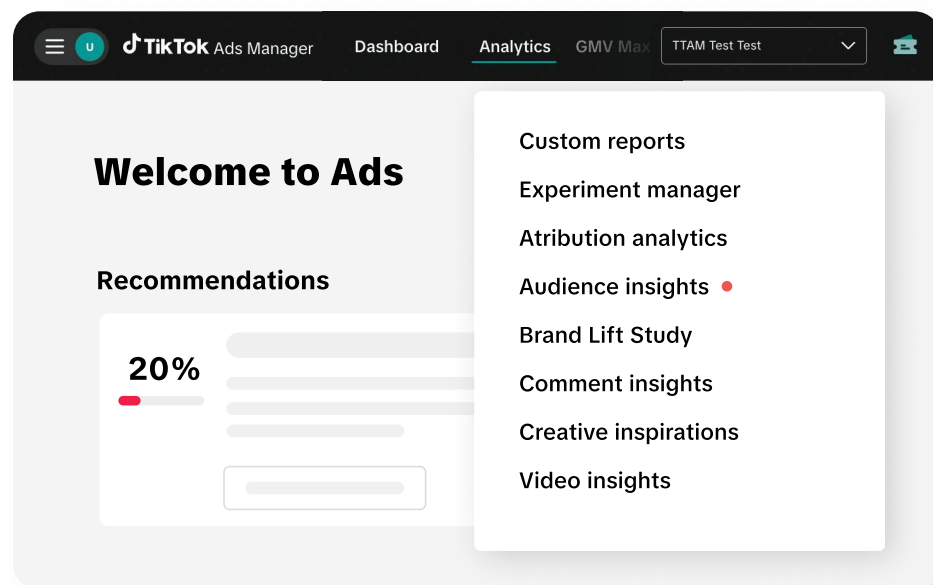 U
TikTok Ads Manager
Dashboard
Analytics
GMV Max
TTAM Test Test
Welcome to Ads
Recommendations
20%
Custom reports
Experiment manager
Atribution analytics
Audience insights
Brand Lift Study
Comment insights
Creative inspirations
Video insights